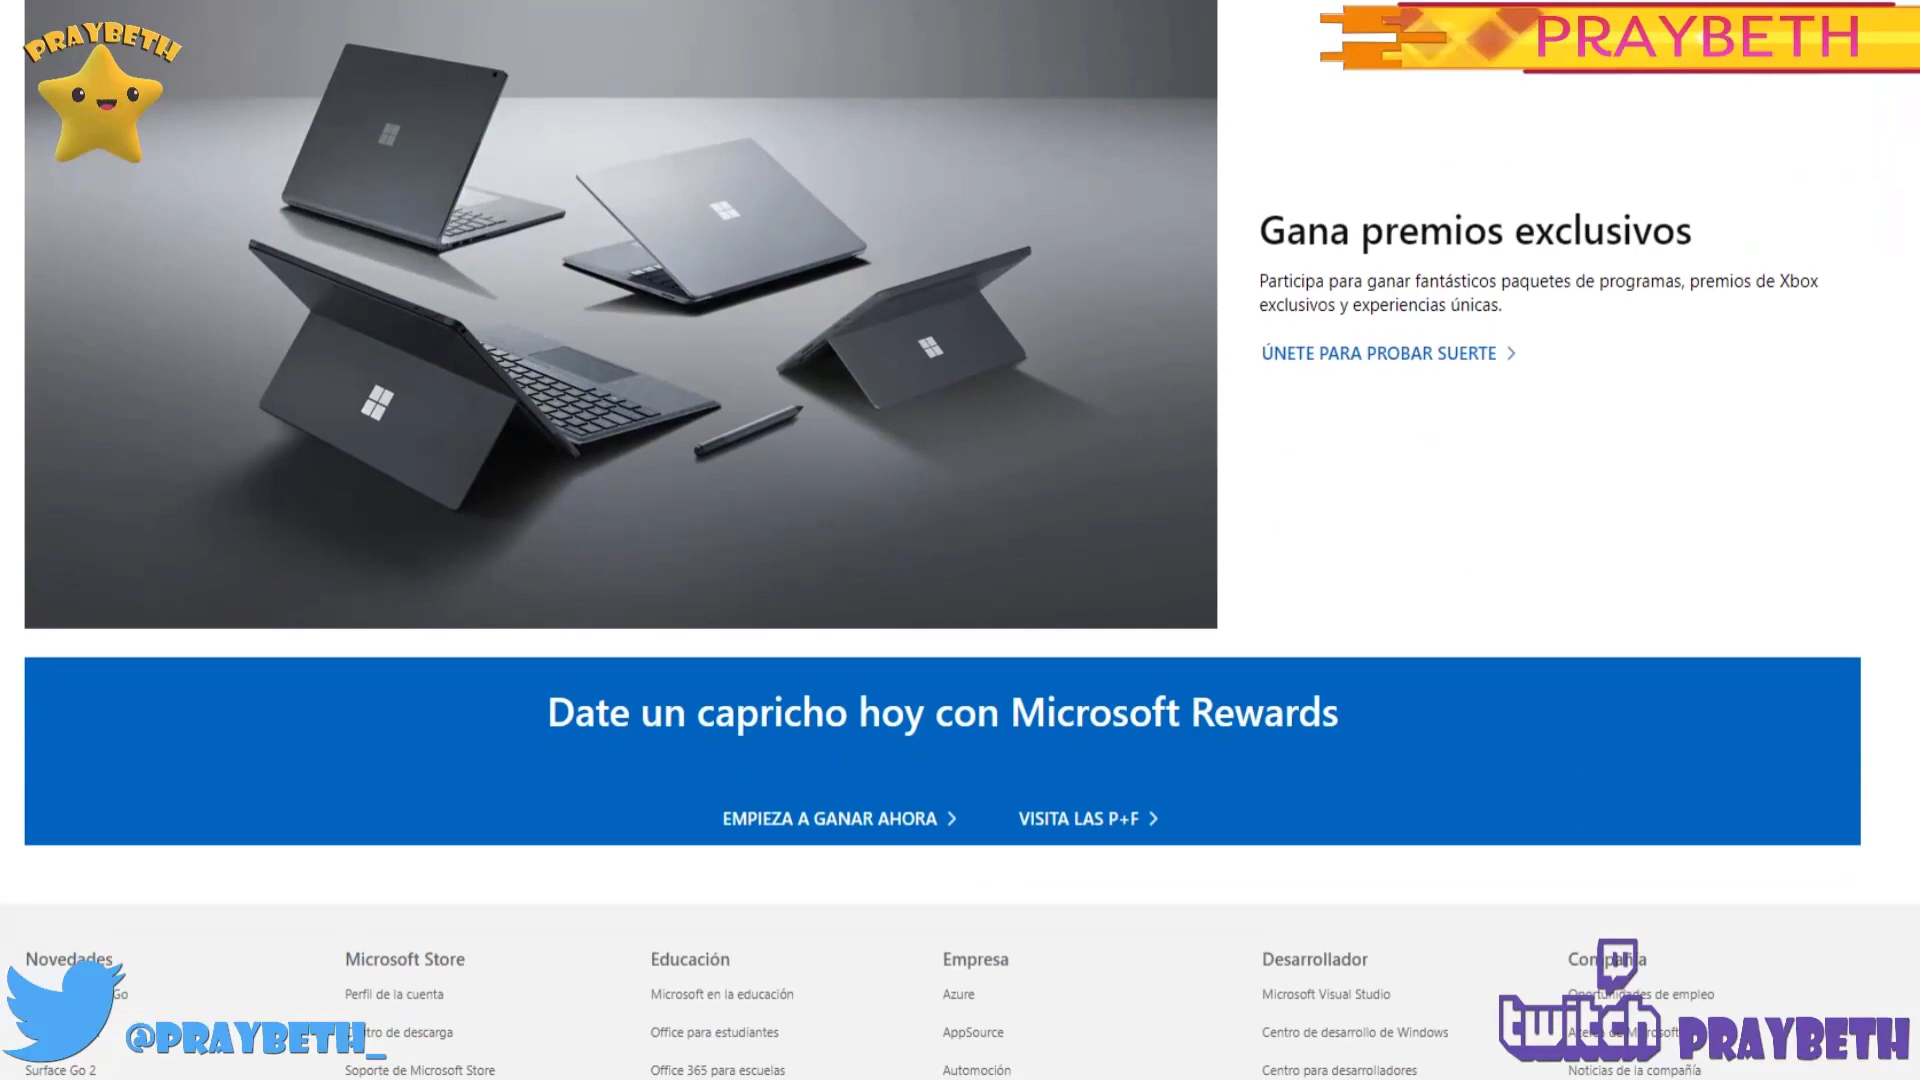 PRAYBETH
PRAYBETH
Gana premios exclusivos
Participa para ganar fantásticos paquetes de programas, premios de Xbox
exclusivos y experiencias únicas.
ÚNETE PARA PROBAR SUERTE
Date un capricho hoy con Microsoft Rewards
EMPIEZA A GANAR AHORA
VISITA LAS P+F
Novedades
Go
@PRAYBETH_
Surface Go 2
Microsoft Store
Perfil de la cuenta
de descarga
Soporte de Microsoft Store
Educación
Microsoft en la educación
Office para estudiantes
Office 365 para escuelas
Empresa
Azure
AppSource
Automoción
Desarrollador
Microsoft Visual Studio
Centro de desarrollo de Windows
Centro para desarrolladores
Compañía
Oportunidades de empleo
Acerca de Microsoft
Noticias de la compañía
twitch PRAYBETH